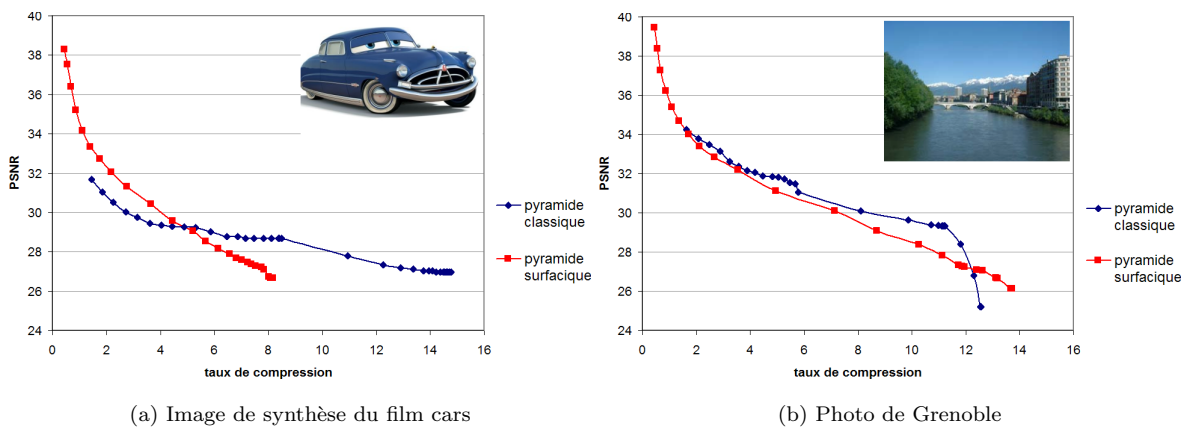 40
38
36
34
32
30
28
26
24
PSNR
0 2 4 6 8 10 12 14 16
taux de compression
pyramide
classique
pyramide
surfacique
(a) Image de synthèse du film cars
40
38
36
34
32
30
28
26
24
PSNR
0 2 4 6 8 10 12 14 16
taux de compression
pyramide
classique
pyramide
surfacique
(b) Photo de Grenoble